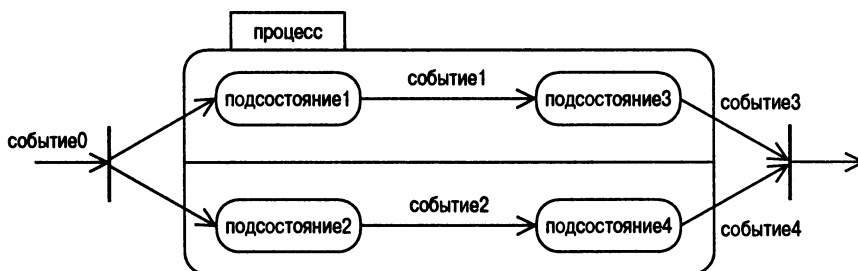 процесс
событие1
подсостояние1
подсостояние3
событие3
событие0
событие2
подсостояние2
подсостояние4
событие4